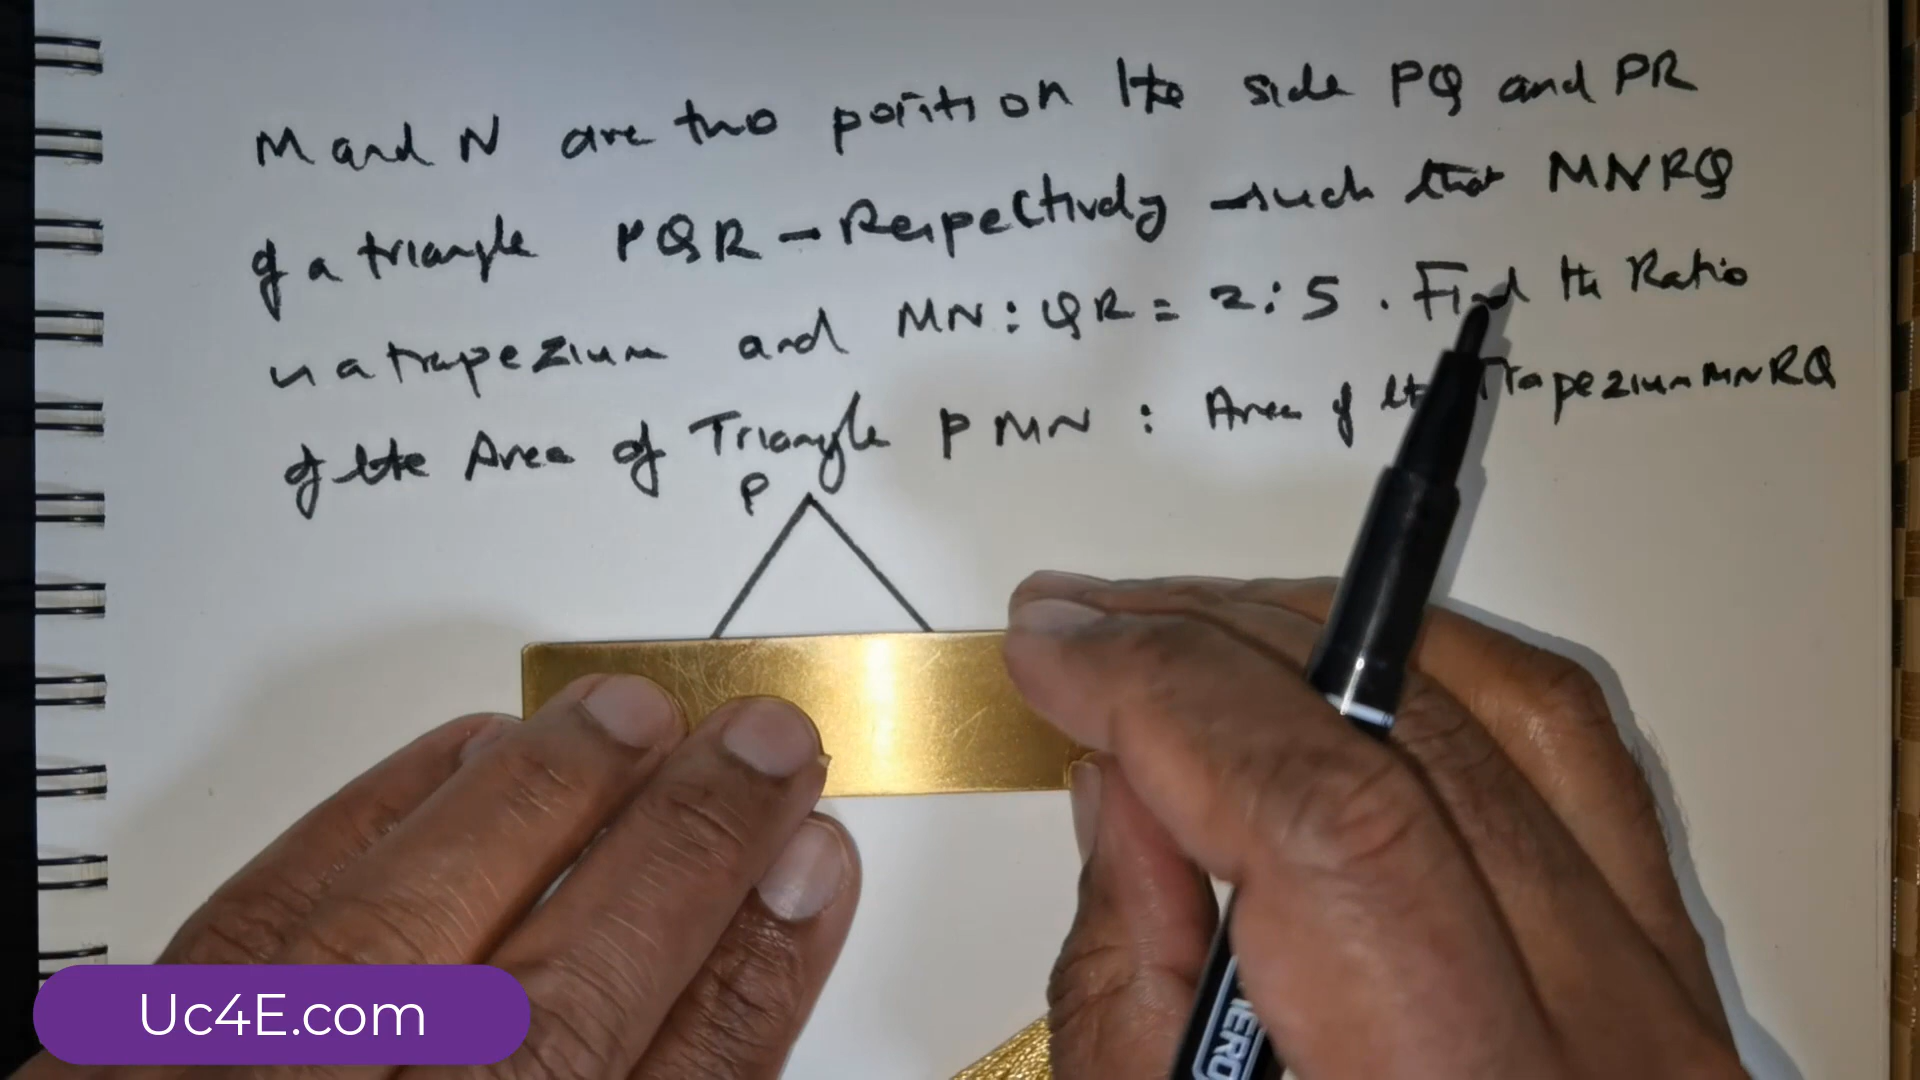 M and N are two points on the side PQ and PR
of a triangle PQR - Respectively such that MNRQ
is a trapezium and MN : QR = 2 : 5 . Find the Ratio
of the Area of Triangle PMN : Area of the Trapezium MNRQ
P
Uc4E.com
HERO